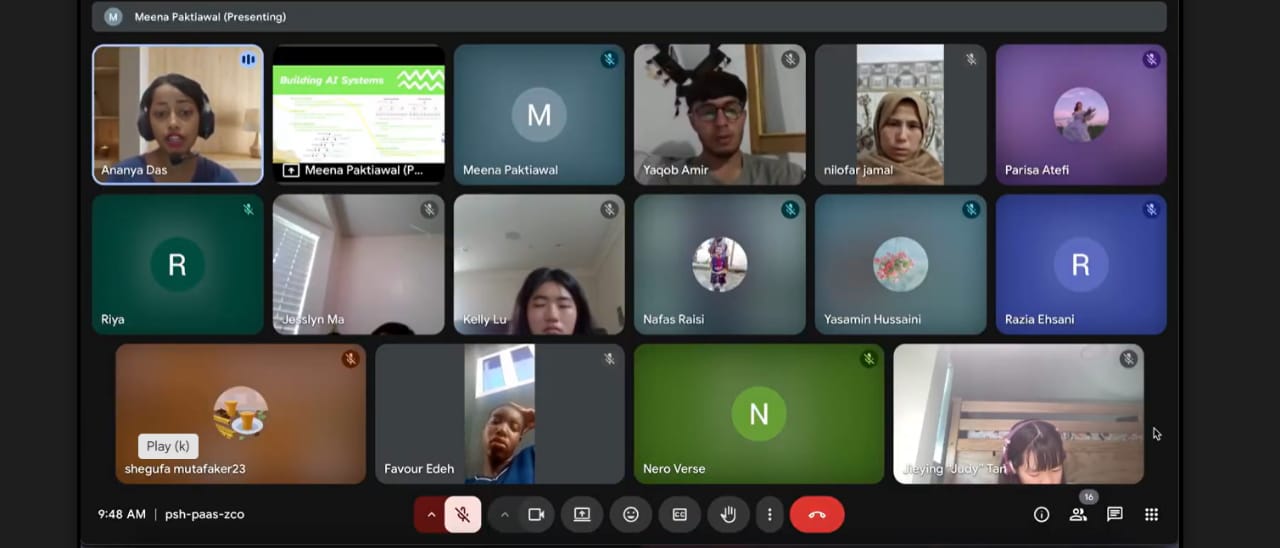 M Meena Paktiawal (Presenting)
Building AI Systems
Ananya Das
Meena Paktiawal (P...
M
Meena Paktiawal
Yaqob Amir
nilofar jamal
Parisa Atefi
R
Riya
Jesslyn Ma
Kelly Lu
Nafas Raisi
Yasamin Hussaini
R
Razia Ehsani
Play (k)
shegufa mutafaker23
Favour Edeh
N
Nero Verse
Jieying "Judy" Tan
9:48 AM | psh-paas-zco
CC
16